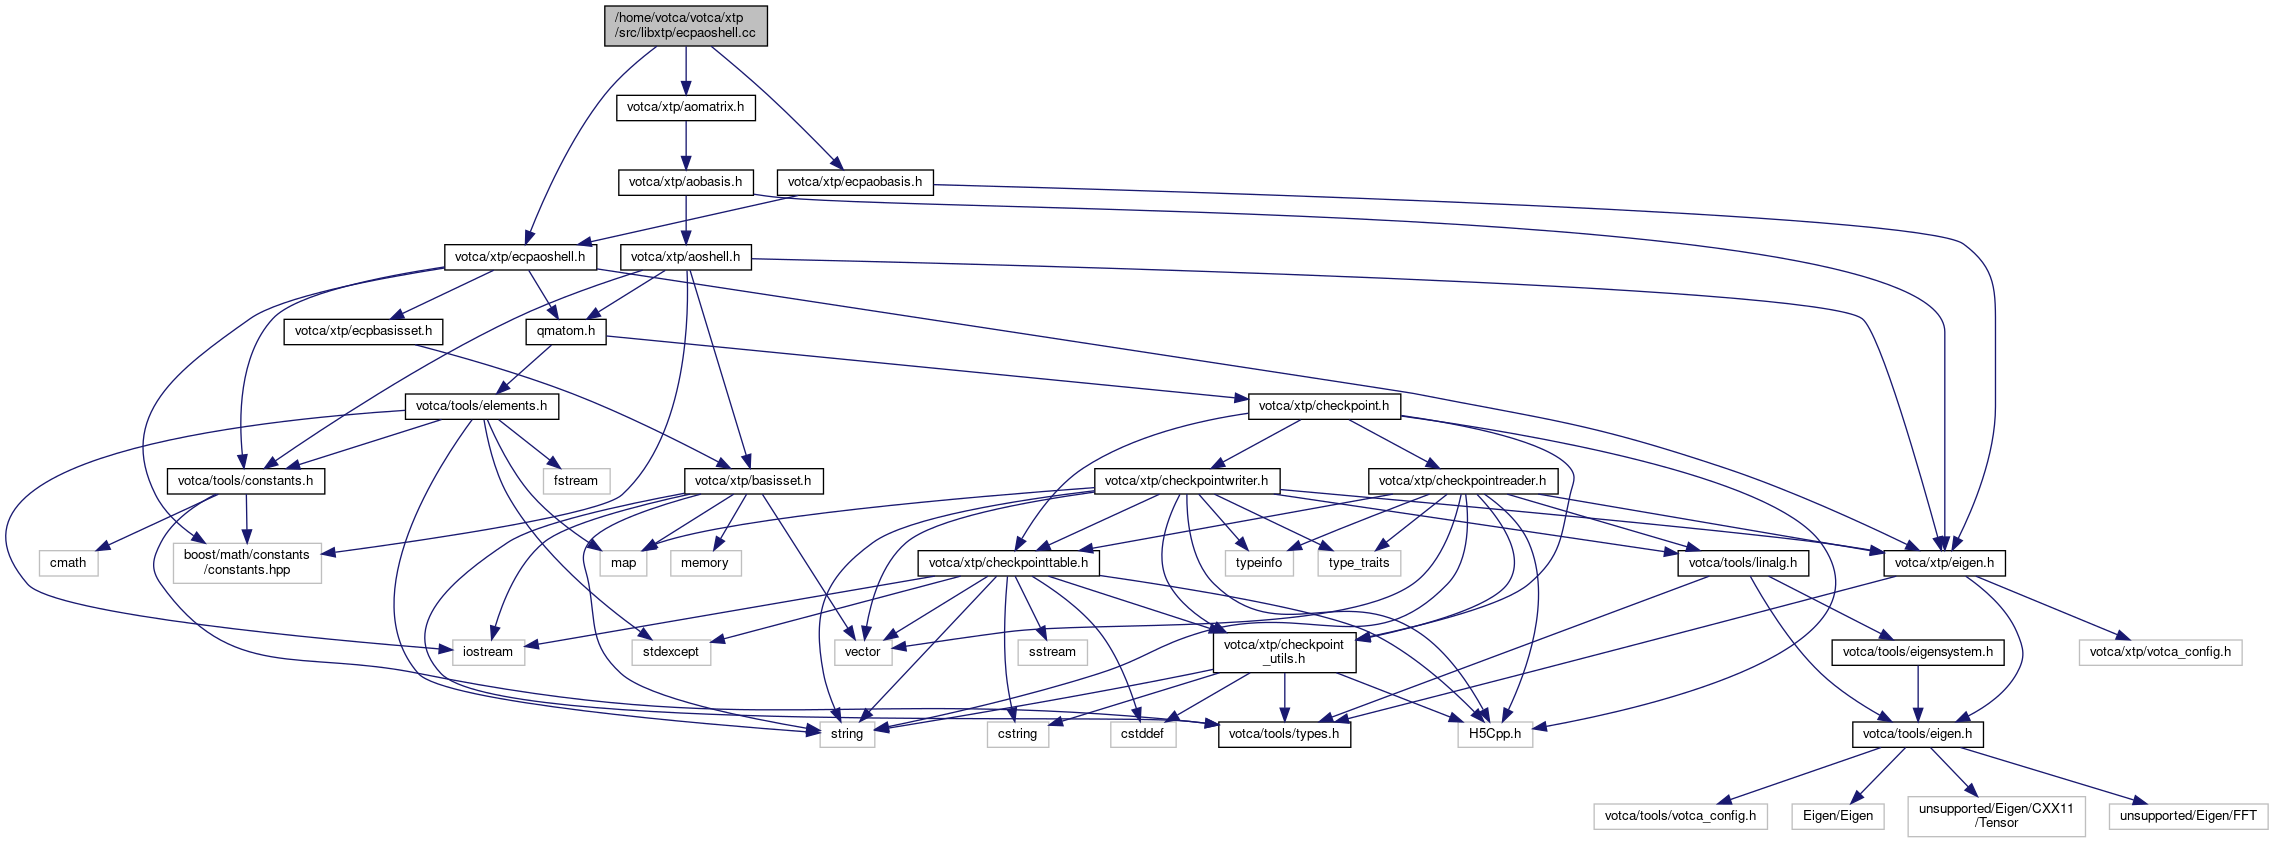 /home/votca/votca/xtp
/src/libxtp/ecpaoshell.cc
votca/xtp/aomatrix.h
votca/xtp/aobasis.h
votca/xtp/ecpaobasis.h
votca/xtp/ecpaoshell.h
votca/xtp/aoshell.h
votca/xtp/ecpbasisset.h
qmatom.h
votca/tools/elements.h
votca/xtp/checkpoint.h
votca/tools/constants.h
fstream
votca/xtp/basisset.h
votca/xtp/checkpointwriter.h
votca/xtp/checkpointreader.h
cmath
boost/math/constants
/constants.hpp
map
memory
votca/xtp/checkpointtable.h
typeinfo
type_traits
votca/tools/linalg.h
votca/xtp/eigen.h
iostream
stdexcept
vector
sstream
votca/xtp/checkpoint
_utils.h
votca/tools/eigensystem.h
votca/xtp/votca_config.h
string
cstring
cstddef
votca/tools/types.h
H5Cpp.h
votca/tools/eigen.h
votca/tools/votca_config.h
Eigen/Eigen
unsupported/Eigen/CXX11
/Tensor
unsupported/Eigen/FFT